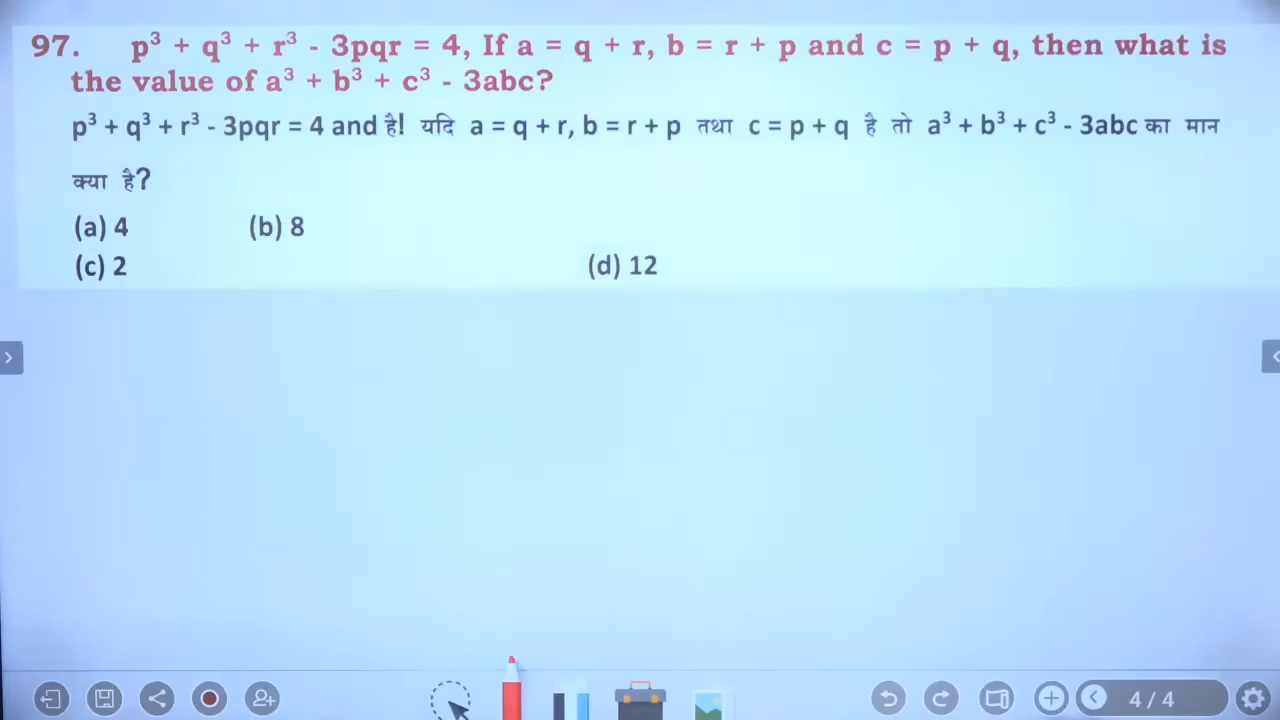 97. p³ + q³ + r³ - 3pqr = 4, If a = q + r, b = r + p and c = p + q, then what is
the value of a³ + b³ + c³ - 3abc?
p³ + q³ + r³ - 3pqr = 4 and है! यदि a = q + r, b = r + p तथा c = p + q है तो a³ + b³ + c³ - 3abc का मान
क्या है?
(a) 4 (b) 8
(c) 2 (d) 12
4 / 4